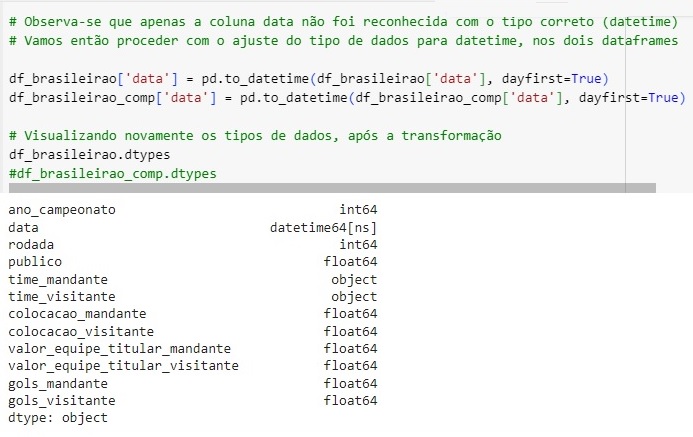 # Observa-se que apenas a coluna data não foi reconhecida com o tipo correto (datetime)
# Vamos então proceder com o ajuste do tipo de dados para datetime, nos dois dataframes
df_brasileirao['data'] = pd.to_datetime(df_brasileirao['data'], dayfirst=True)
df_brasileirao_comp['data'] = pd.to_datetime(df_brasileirao_comp['data'], dayfirst=True)
# Visualizando novamente os tipos de dados, após a transformação
df_brasileirao.dtypes
#df_brasileirao_comp.dtypes
ano_campeonato int64
data datetime64[ns]
rodada int64
publico float64
time_mandante object
time_visitante object
colocacao_mandante float64
colocacao_visitante float64
valor_equipe_titular_mandante float64
valor_equipe_titular_visitante float64
gols_mandante float64
gols_visitante float64
dtype: object